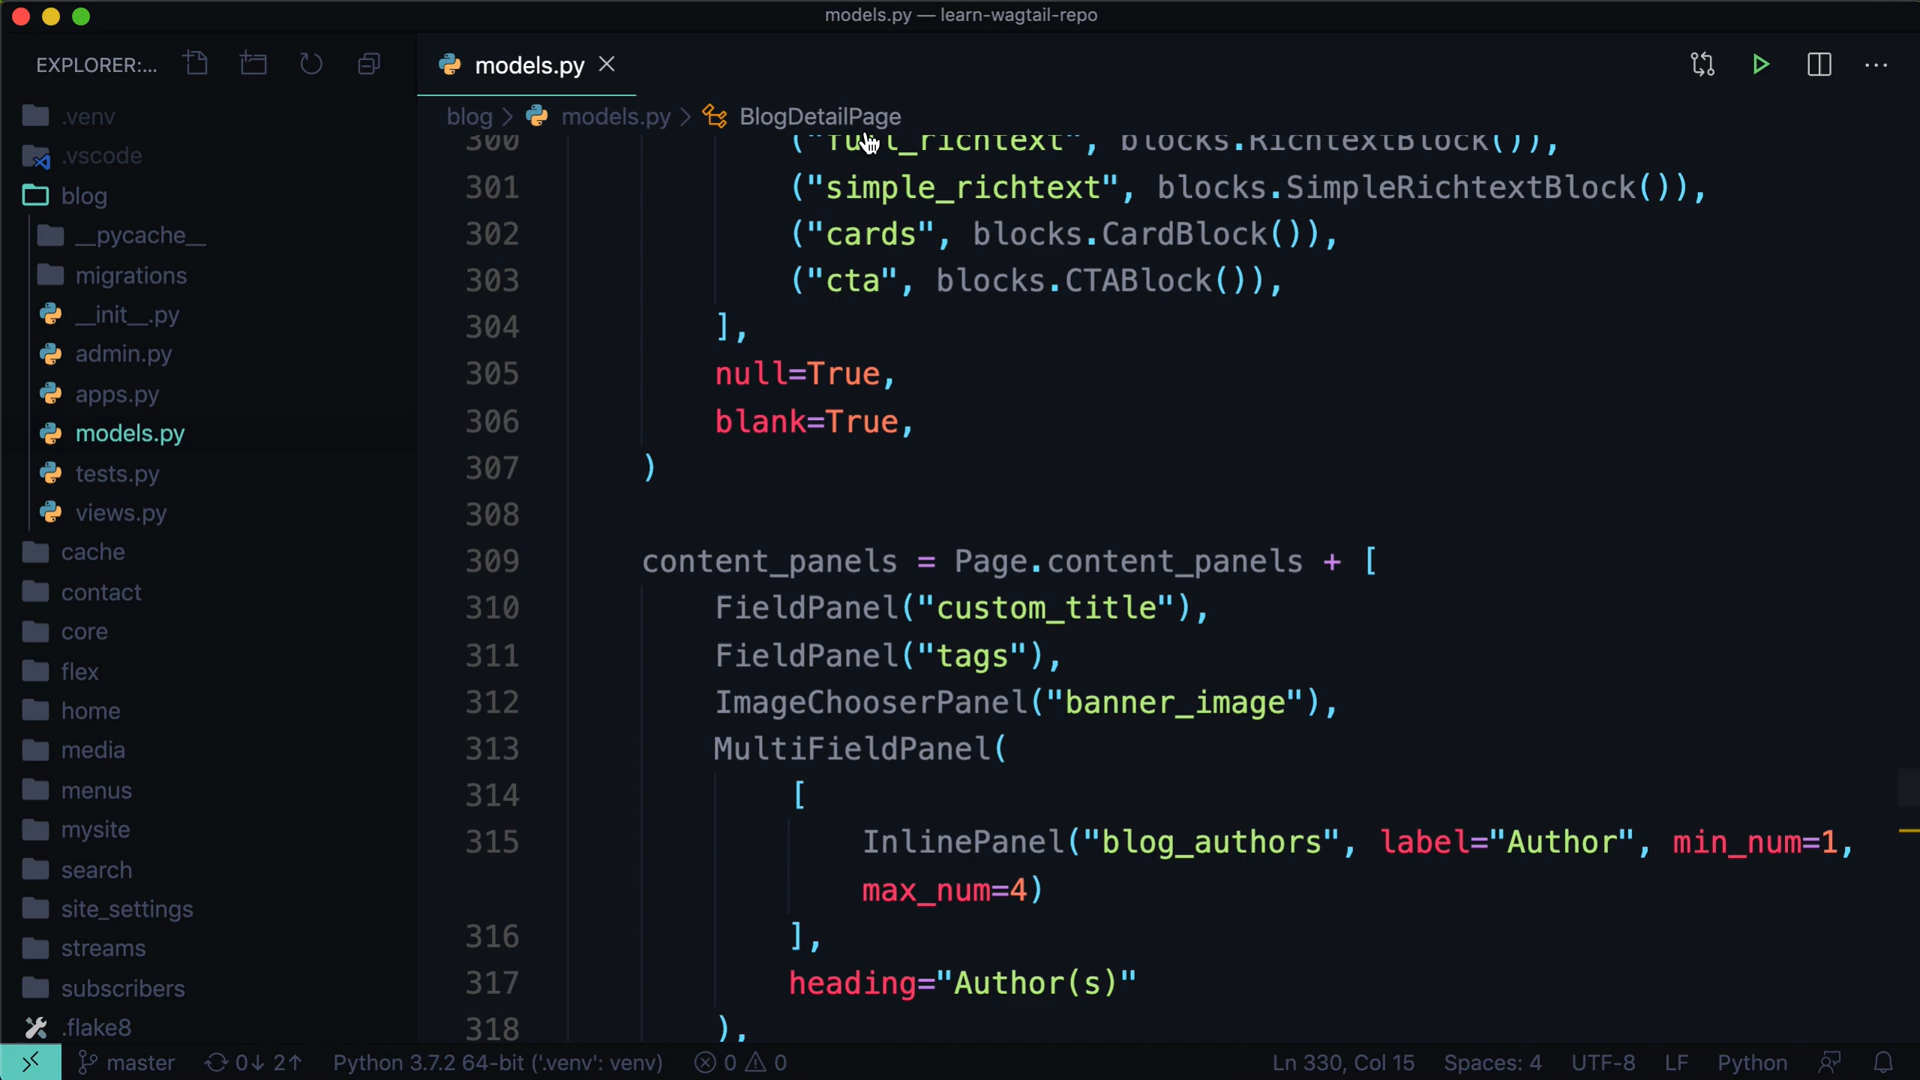 models.py — learn-wagtail-repo
EXPLORER:...
models.py
blog > models.py > BlogDetailPage
.venv
.vscode
blog
__pycache__
migrations
__init__.py
admin.py
apps.py
models.py
tests.py
views.py
cache
contact
core
flex
home
media
menus
mysite
search
site_settings
streams
subscribers
.flake8
300 ("full_richtext", blocks.RichtextBlock()),
301 ("simple_richtext", blocks.SimpleRichtextBlock()),
302 ("cards", blocks.CardBlock()),
303 ("cta", blocks.CTABlock()),
304 ],
305 null=True,
306 blank=True,
307 )
308
309 content_panels = Page.content_panels + [
310 FieldPanel("custom_title"),
311 FieldPanel("tags"),
312 ImageChooserPanel("banner_image"),
313 MultiFieldPanel(
314 [
315 InlinePanel("blog_authors", label="Author", min_num=1,
max_num=4)
316 ],
317 heading="Author(s)"
318 ),
master 0↓ 2↑ Python 3.7.2 64-bit ('.venv': venv) 0 0 Ln 330, Col 15 Spaces: 4 UTF-8 LF Python